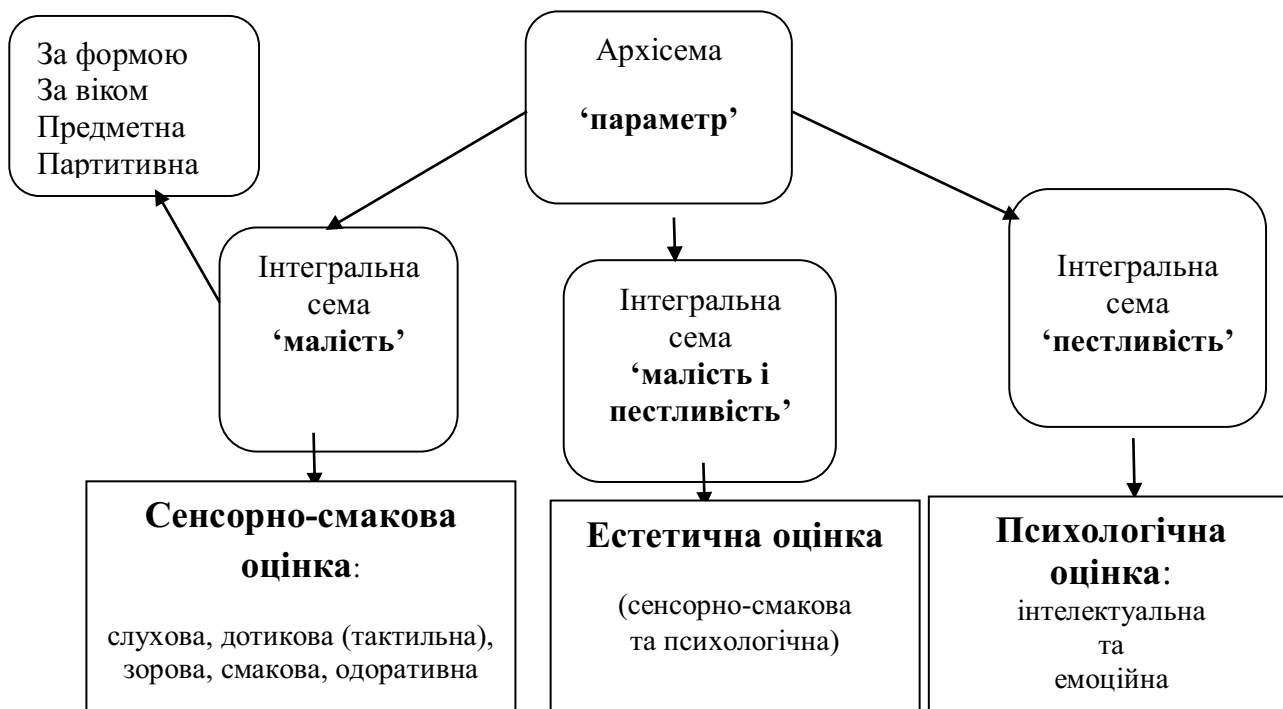 За формою
За віком
Предметна
Партитивна
Архісема
‘параметр’
Інтегральна
сема
‘малість’
Інтегральна
сема
‘малість і
пестливість’
Інтегральна
сема
‘пестливість’
Сенсорно-смакова
оцінка:
слухова, дотикова (тактильна),
зорова, смакова, одоративна
Естетична оцінка
(сенсорно-смакова
та психологічна)
Психологічна
оцінка:
інтелектуальна
та
емоційна